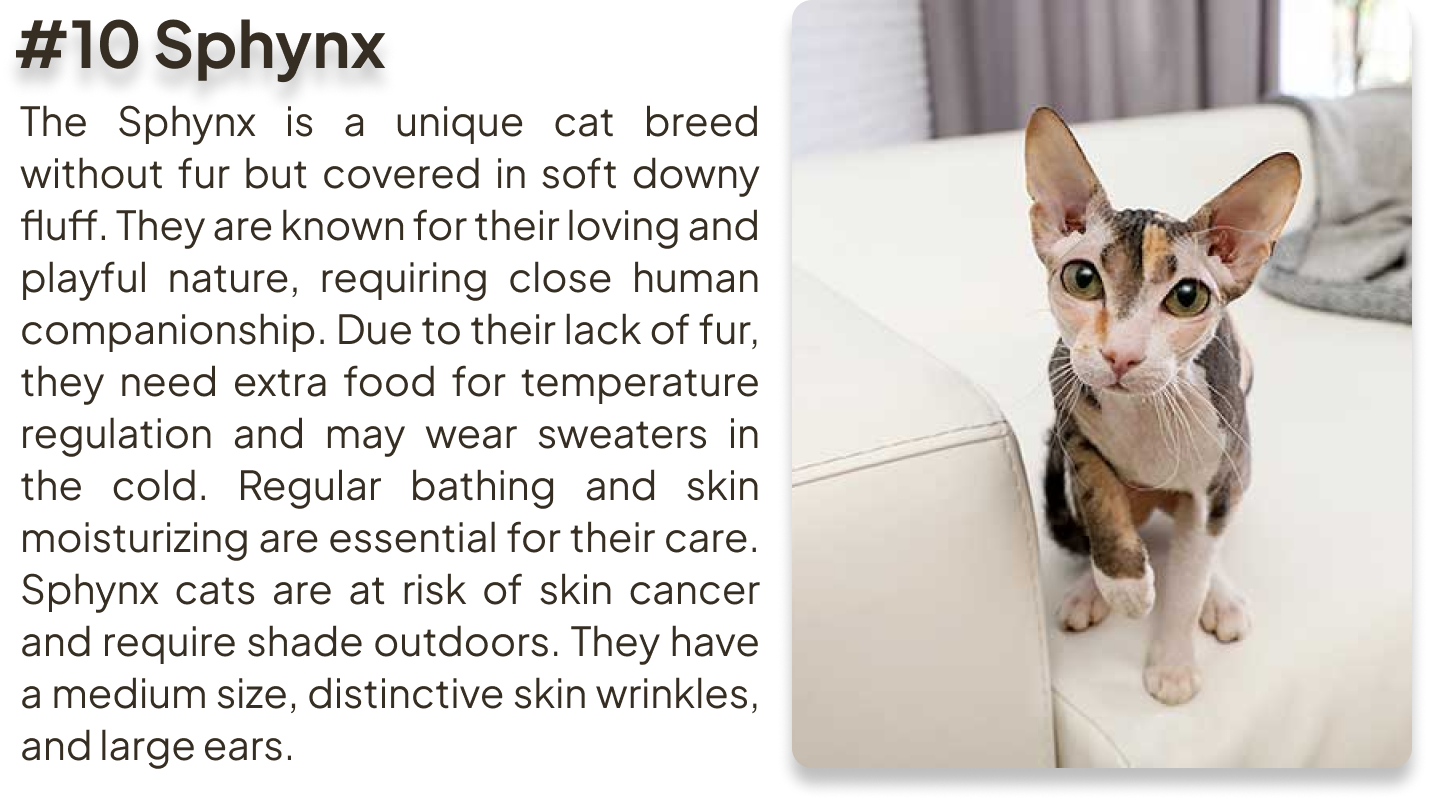 #10 Sphynx
The Sphynx is a unique cat breed
without fur but covered in soft downy
fluff. They are known for their loving and
playful nature, requiring close human
companionship. Due to their lack of fur,
they need extra food for temperature
regulation and may wear sweaters in
the cold. Regular bathing and skin
moisturizing are essential for their care.
Sphynx cats are at risk of skin cancer
and require shade outdoors. They have
a medium size, distinctive skin wrinkles,
and large ears.